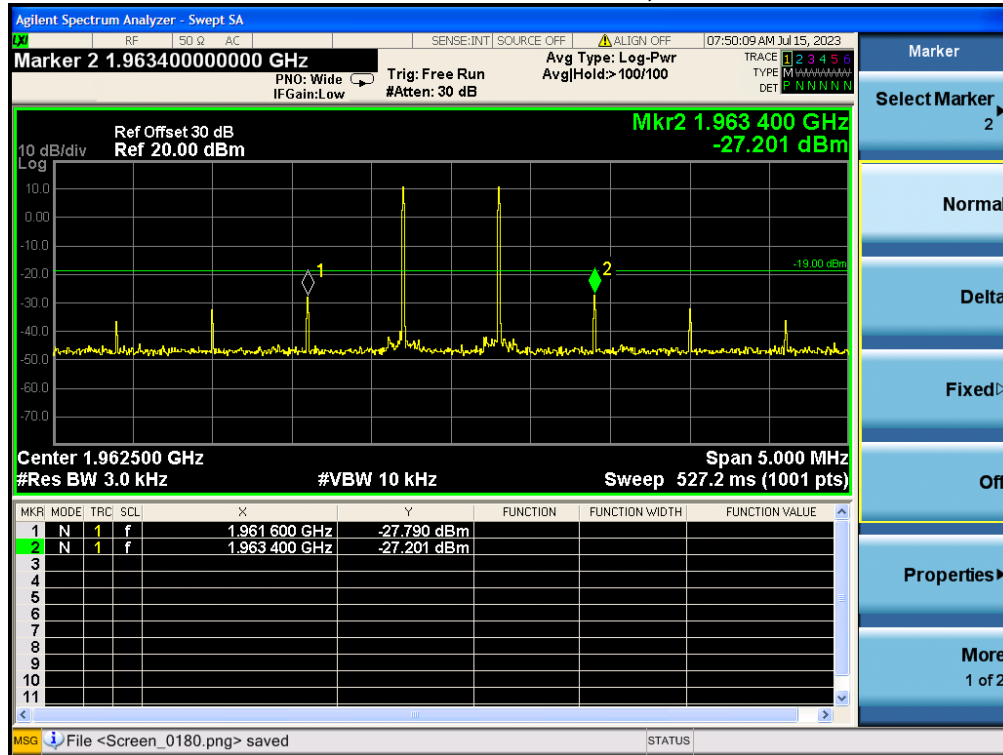 Agilent Spectrum Analyzer - Swept SA
LXI RF 50 Ω AC SENSE:INT SOURCE OFF ALIGN OFF 07:50:09 AM Jul 15, 2023
Marker 2 1.963400000000 GHz
PNO: Wide
IFGain:Low
Trig: Free Run
#Atten: 30 dB
Avg Type: Log-Pwr
Avg|Hold:>100/100
TRACE 1 2 3 4 5 6
TYPE M WWWWW
DET P N N N N N
Mkr2 1.963 400 GHz
-27.201 dBm
Ref Offset 30 dB
10 dB/div Ref 20.00 dBm
Log
10.0
0.00
-10.0
-20.0
-30.0
-40.0
-50.0
-60.0
-70.0
1
2
-19.00 dBm
Center 1.962500 GHz Span 5.000 MHz
#Res BW 3.0 kHz #VBW 10 kHz Sweep 527.2 ms (1001 pts)
MKR MODE TRC SCL X Y FUNCTION FUNCTION WIDTH FUNCTION VALUE
1 N 1 f 1.961 600 GHz -27.790 dBm
2 N 1 f 1.963 400 GHz -27.201 dBm
3
4
5
6
7
8
9
10
11
MSG File <Screen_0180.png> saved STATUS
Marker
Select Marker
2
Normal
Delta
Fixed
Off
Properties
More
1 of 2